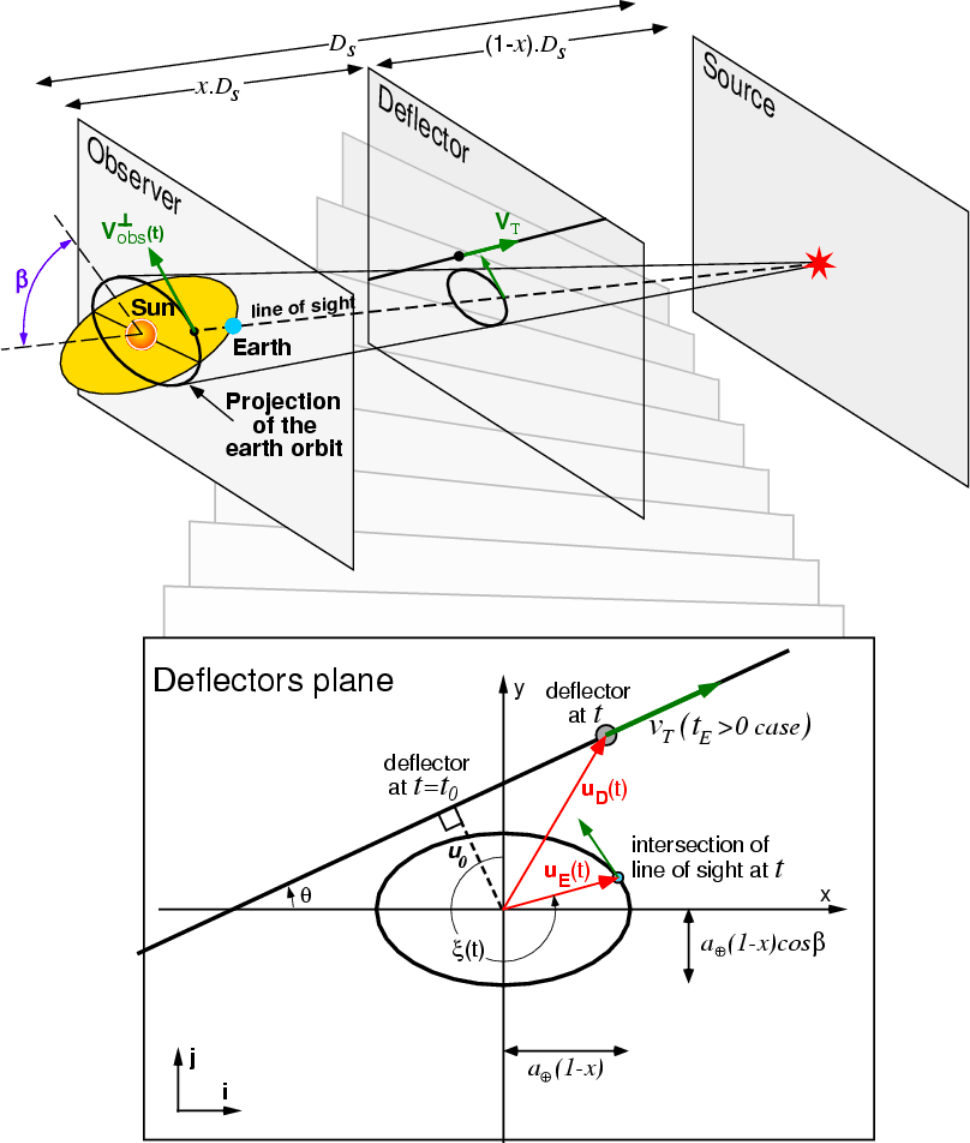 D_S
(1-x).D_S
x.D_S
Source
Deflector
Observer
V⊥obs(t)
V_T
β
Sun
line of sight
Earth
Projection
of the
earth orbit
Deflectors plane
y
deflector
at t
v_T ( t_E >0 case)
deflector
at t=t_0
u_D(t)
intersection of
line of sight at t
u_0
u_E(t)
θ
x
ξ(t)
a_⊕(1-x)cosβ
a_⊕(1-x)
j
i